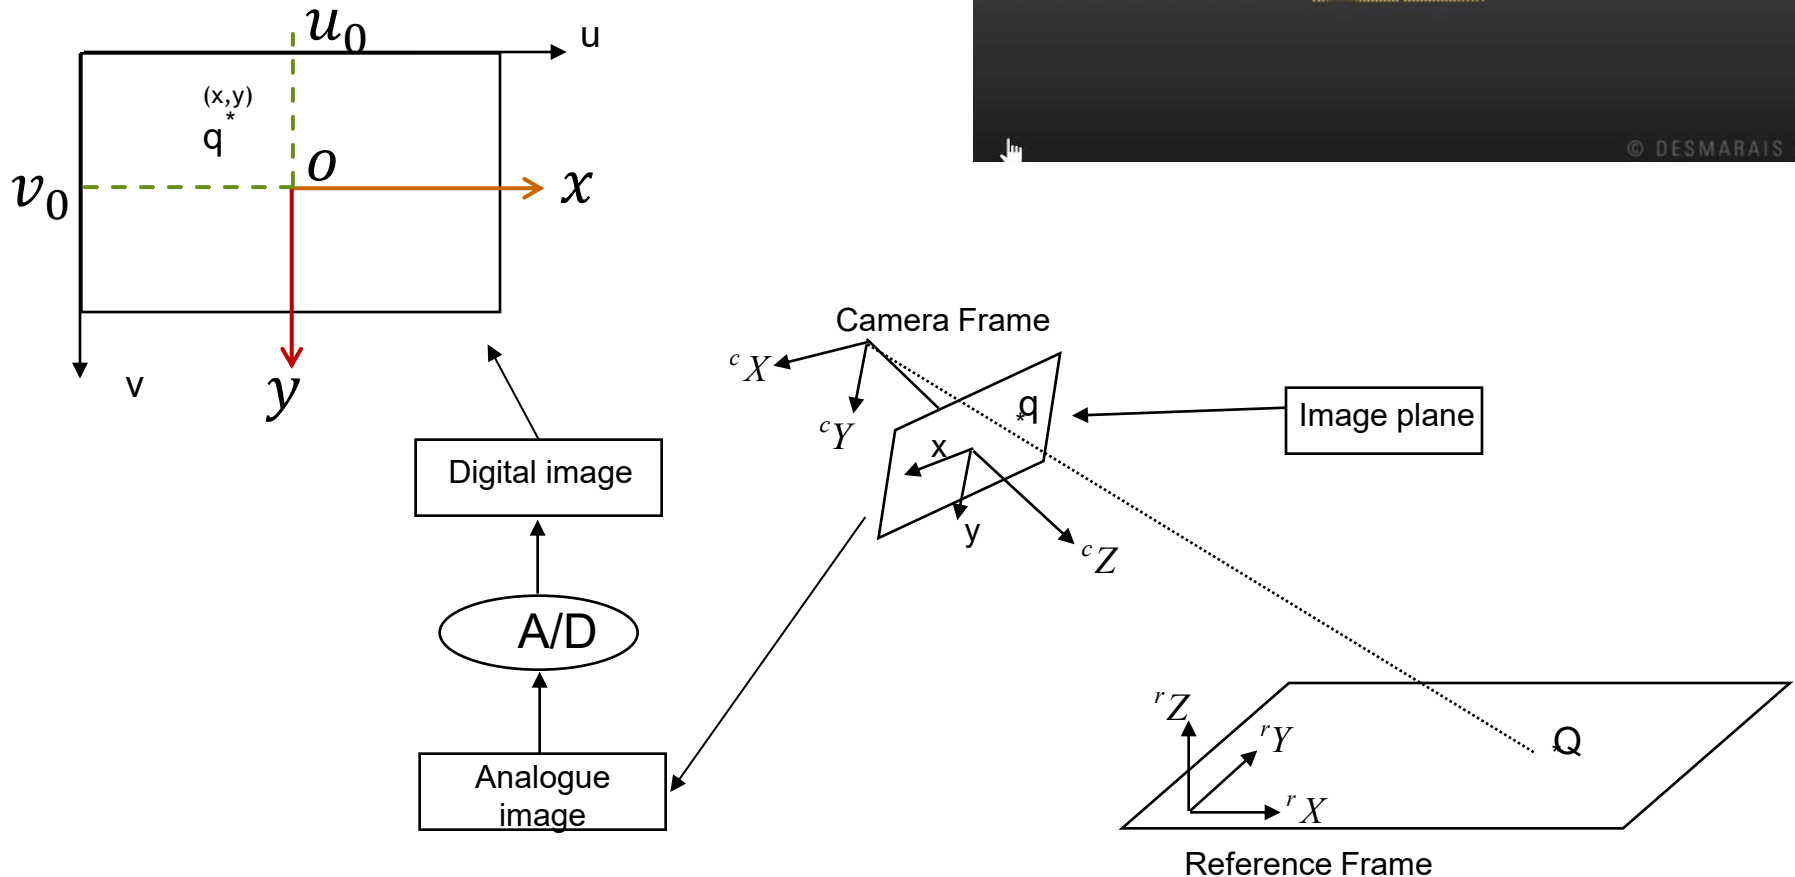 u₀
u
(x,y)
*
q
o
v₀
x
v
y
© DESMARAIS
Camera Frame
ᶜX
ᶜY
q
*
x
y
ᶜZ
Image plane
Digital image
A/D
Analogue
image
ʳZ
ʳY
ʳX
*Q
Reference Frame